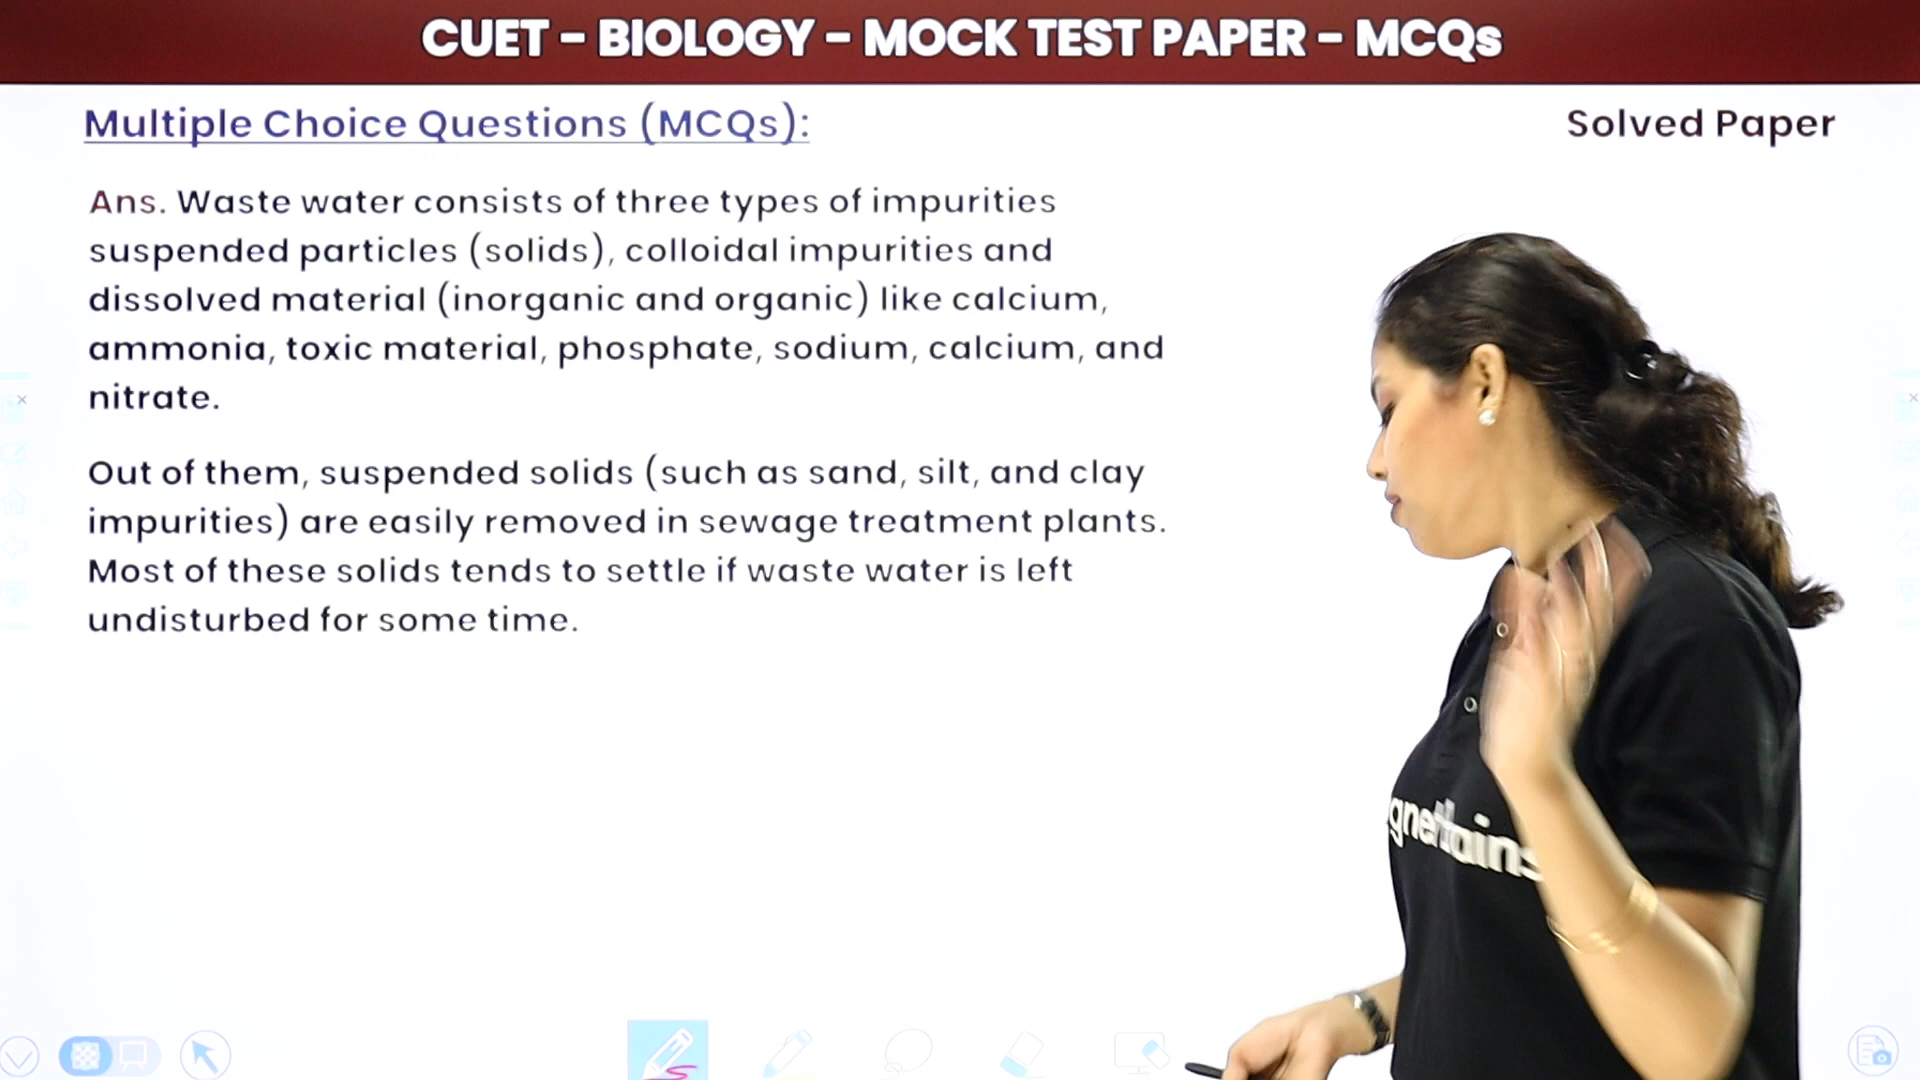 CUET - BIOLOGY - MOCK TEST PAPER - MCQs
Multiple Choice Questions (MCQs):
Solved Paper
Ans. Waste water consists of three types of impurities
suspended particles (solids), colloidal impurities and
dissolved material (inorganic and organic) like calcium,
ammonia, toxic material, phosphate, sodium, calcium, and
nitrate.
Out of them, suspended solids (such as sand, silt, and clay
impurities) are easily removed in sewage treatment plants.
Most of these solids tends to settle if waste water is left
undisturbed for some time.